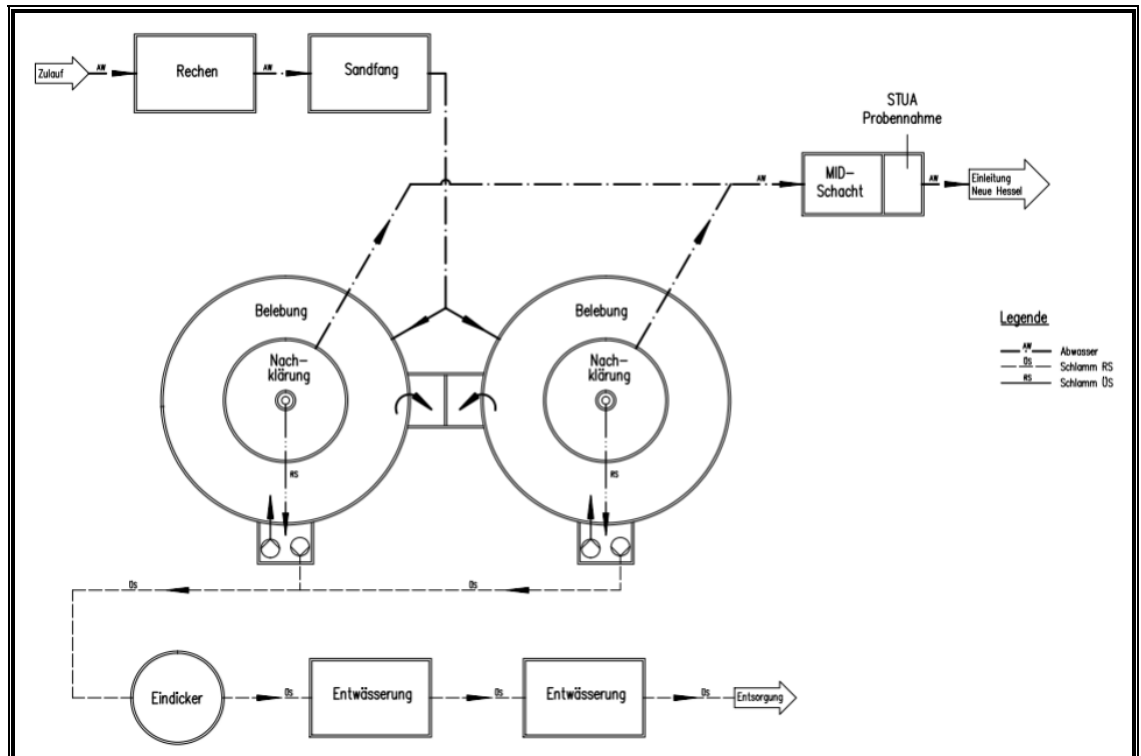 Zulauf
AW
Rechen
AW
Sandfang
STUA
Probennahme
MID-
Schacht
AW
AW
Einleitung
Neue Hessel
Belebung
Nach-
klärung
RS
Belebung
Nach-
klärung
RS
Legende
AW Abwasser
ÜS Schlamm RS
RS Schlamm ÜS
ÜS
ÜS
Eindicker
ÜS
Entwässerung
ÜS
Entwässerung
ÜS
Entsorgung